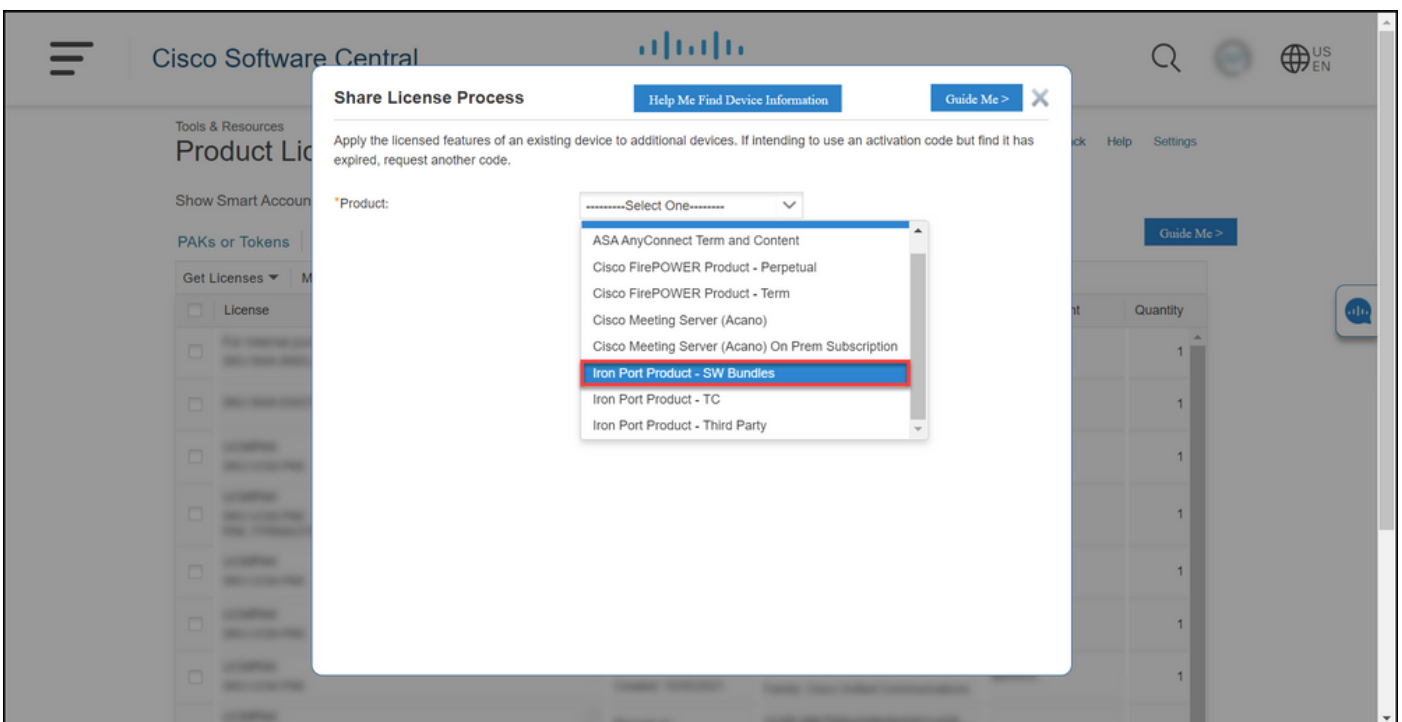 Cisco Software Central
US
EN
Share License Process
Help Me Find Device Information
Guide Me >
Tools & Resources
Product Lic
Apply the licensed features of an existing device to additional devices. If intending to use an activation code but find it has
expired, request another code.
Help
Settings
Show Smart Accoun
*Product:
---------Select One--------
PAKs or Tokens
Guide Me >
ASA AnyConnect Term and Content
Cisco FirePOWER Product - Perpetual
Cisco FirePOWER Product - Term
Cisco Meeting Server (Acano)
Cisco Meeting Server (Acano) On Prem Subscription
Iron Port Product - SW Bundles
Iron Port Product - TC
Iron Port Product - Third Party
Get Licenses
M
License
nt
Quantity
1
1
1
1
1
1
1